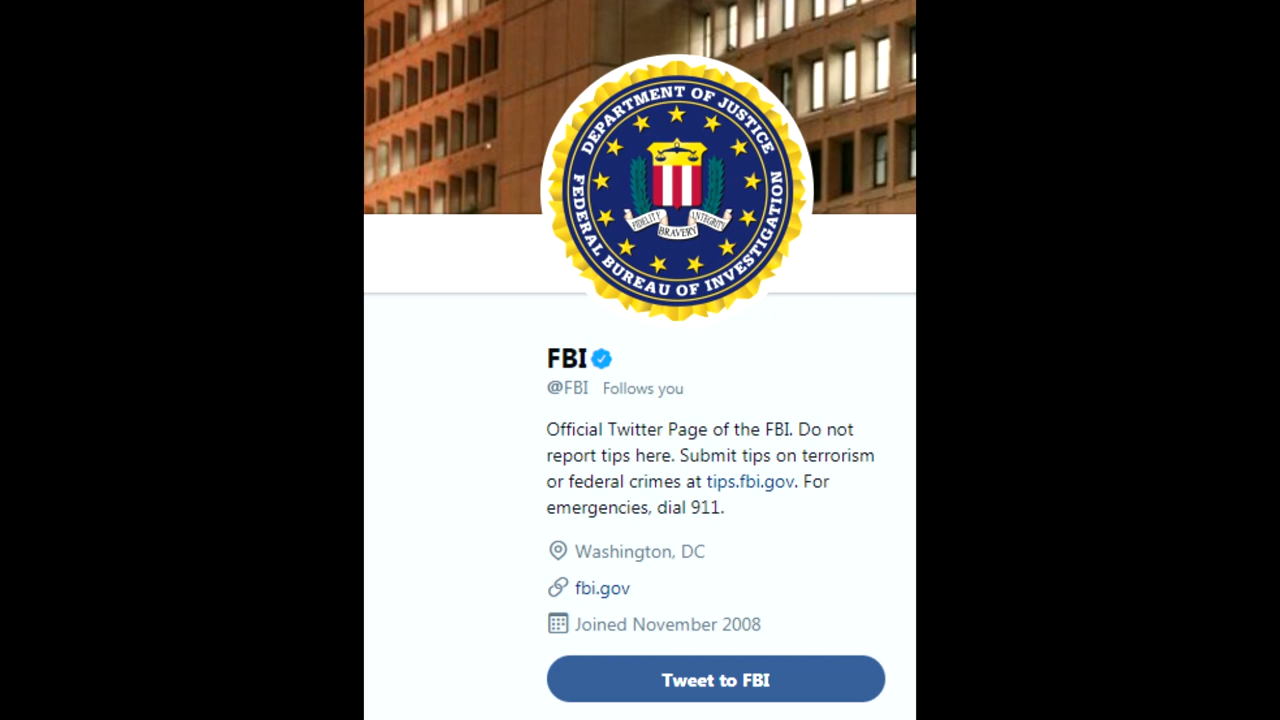 DEPARTMENT OF JUSTICE
FIDELITY BRAVERY INTEGRITY
FEDERAL BUREAU OF INVESTIGATION
FBI
@FBI Follows you
Official Twitter Page of the FBI. Do not
report tips here. Submit tips on terrorism
or federal crimes at tips.fbi.gov. For
emergencies, dial 911.
Washington, DC
fbi.gov
Joined November 2008
Tweet to FBI